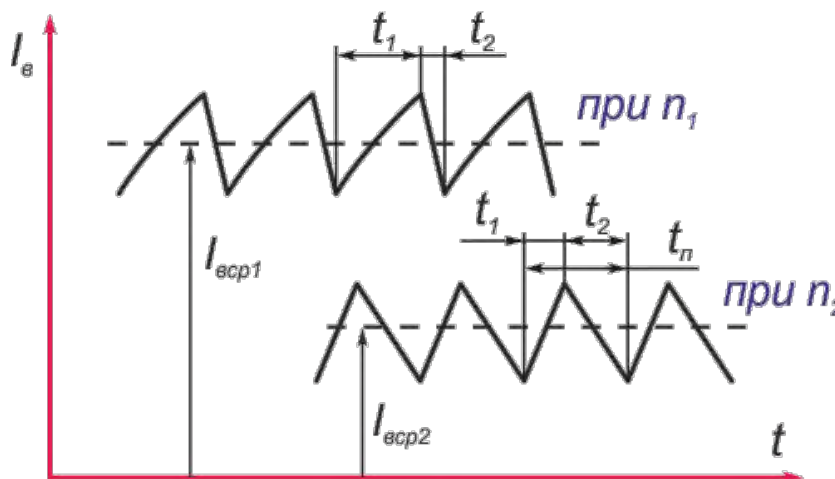 Iв
t1 t2
при n1
Iвср1
t1 t2 tп
при n2
Iвср2
t